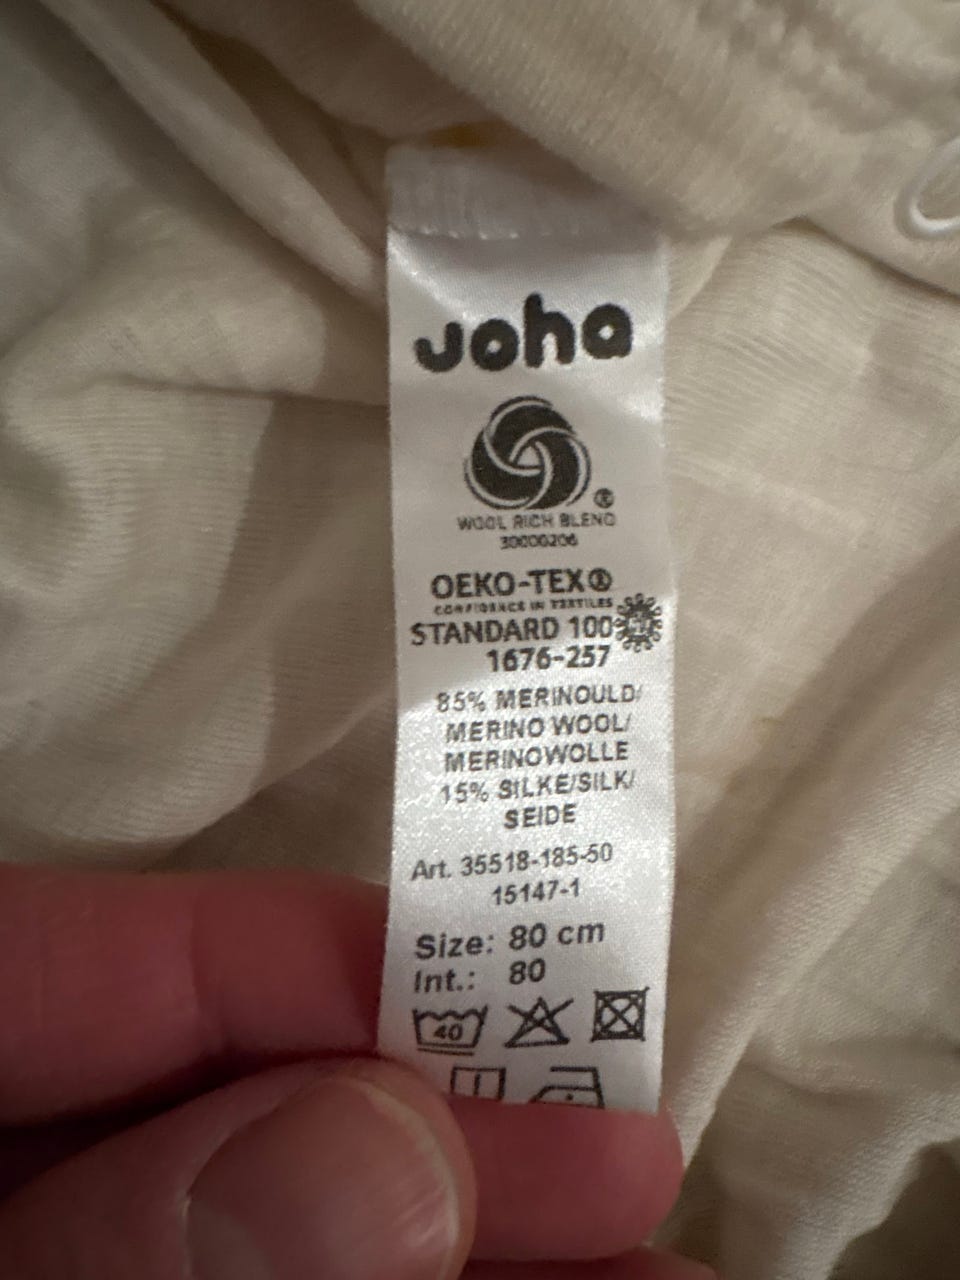 Joha
WOOL RICH BLEND
30000206
OEKO-TEX®
CONFIDENCE IN TEXTILES
STANDARD 100
1676-257
85% MERINOULD/
MERINO WOOL/
MERINOWOLLE
15% SILKE/SILK/
SEIDE
Art. 35518-185-50
15147-1
Size: 80 cm
Int.: 80
40